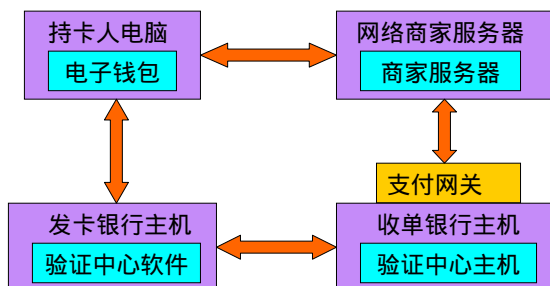 持卡人电脑
电子钱包
网络商家服务器
商家服务器
支付网关
发卡银行主机
验证中心软件
收单银行主机
验证中心主机